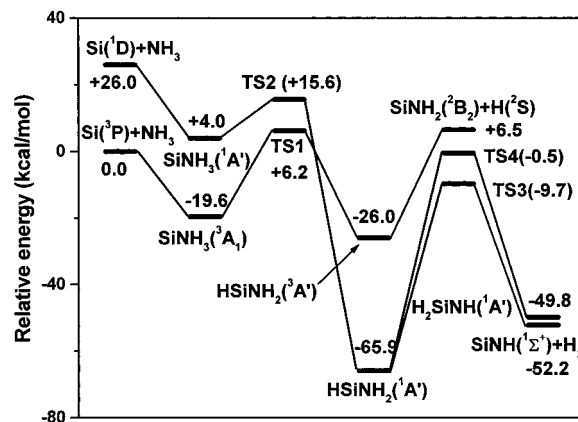 40
0
-40
-80
Relative energy (kcal/mol)
Si(¹D)+NH₃
+26.0
Si(³P)+NH₃
0.0
+4.0
SiNH₃(¹A')
-19.6
SiNH₃(³A₁)
TS2 (+15.6)
TS1
+6.2
-26.0
HSiNH₂(³A')
-65.9
HSiNH₂(¹A')
SiNH₂(²B₂)+H(²S)
+6.5
TS4(-0.5)
TS3(-9.7)
H₂SiNH(¹A')
-49.8
SiNH(¹Σ⁺)+H
-52.2